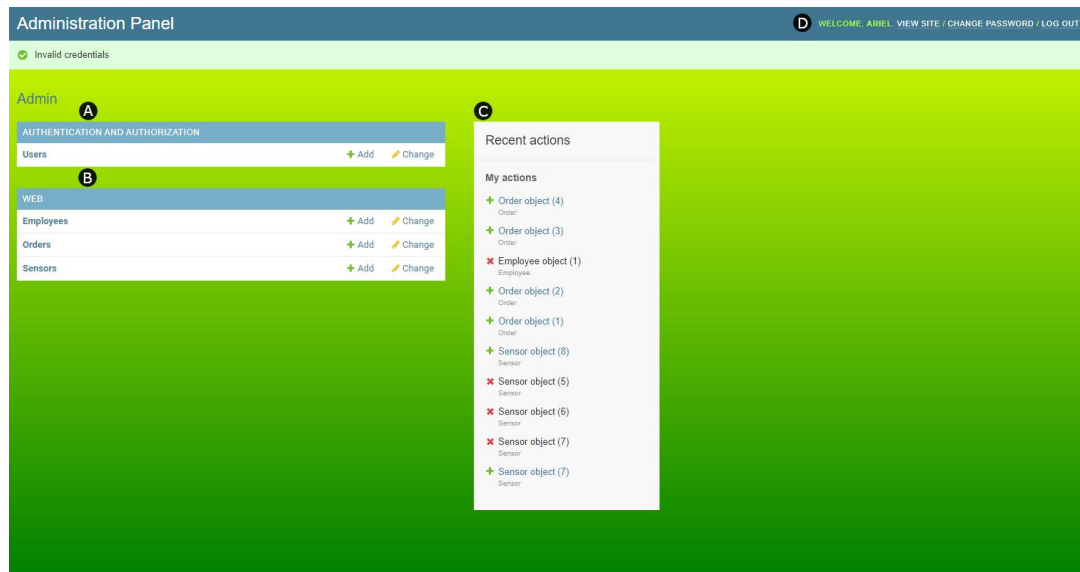 Administration Panel
D WELCOME, ARIEL. VIEW SITE / CHANGE PASSWORD / LOG OUT
Invalid credentials
Admin
A
AUTHENTICATION AND AUTHORIZATION
Users + Add Change
B
WEB
Employees + Add Change
Orders + Add Change
Sensors + Add Change
C
Recent actions
My actions
+ Order object (4)
Order
+ Order object (3)
Order
✖ Employee object (1)
Employee
+ Order object (2)
Order
+ Order object (1)
Order
+ Sensor object (8)
Sensor
✖ Sensor object (5)
Sensor
✖ Sensor object (6)
Sensor
✖ Sensor object (7)
Sensor
+ Sensor object (7)
Sensor